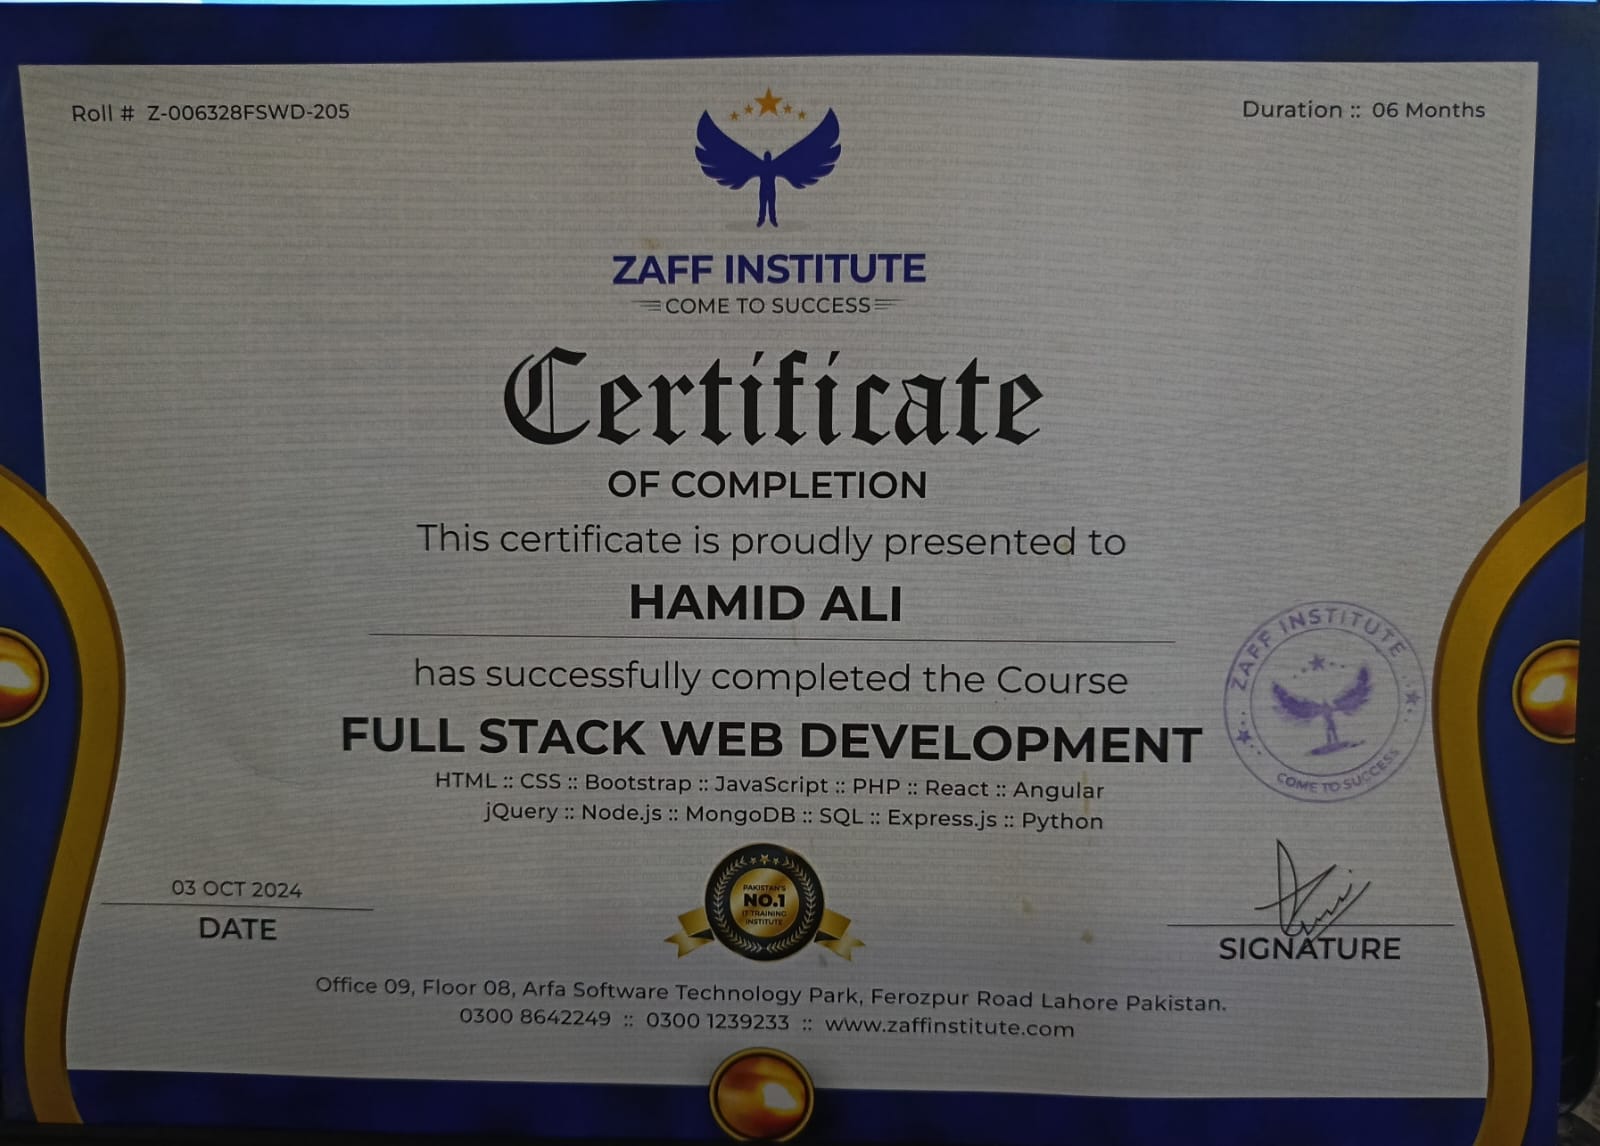 Roll # Z-006328FSWD-205
Duration :: 06 Months
ZAFF INSTITUTE
COME TO SUCCESS
Certificate
OF COMPLETION
This certificate is proudly presented to
HAMID ALI
has successfully completed the Course
FULL STACK WEB DEVELOPMENT
HTML :: CSS :: Bootstrap :: JavaScript :: PHP :: React :: Angular
jQuery :: Node.js :: MongoDB :: SQL :: Express.js :: Python
ZAFF INSTITUTE
COME TO SUCCESS
03 OCT 2024
DATE
PAKISTAN'S
NO.1
IT TRAINING
INSTITUTE
SIGNATURE
Office 09, Floor 08, Arfa Software Technology Park, Ferozpur Road Lahore Pakistan.
0300 8642249 :: 0300 1239233 :: www.zaffinstitute.com